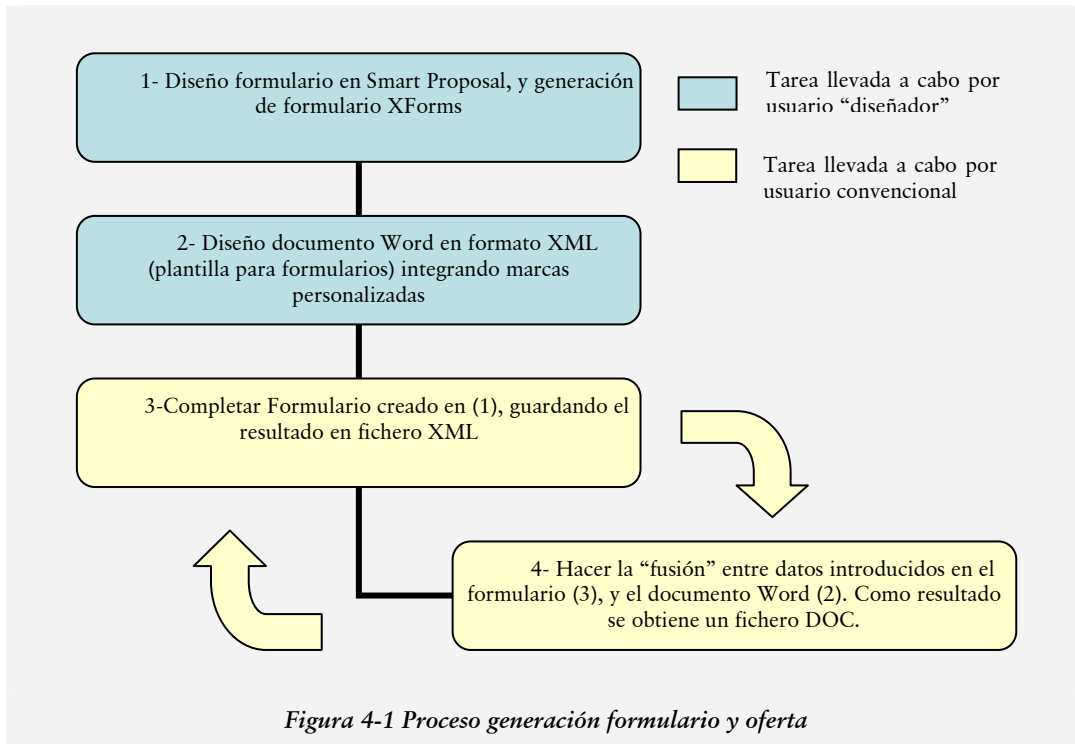 1- Diseño formulario en Smart Proposal, y generación
de formulario XForms
Tarea llevada a cabo por
usuario “diseñador”
Tarea llevada a cabo por
usuario convencional
2- Diseño documento Word en formato XML
(plantilla para formularios) integrando marcas
personalizadas
3-Completar Formulario creado en (1), guardando el
resultado en fichero XML
4- Hacer la “fusión” entre datos introducidos en el
formulario (3), y el documento Word (2). Como resultado
se obtiene un fichero DOC.
Figura 4-1 Proceso generación formulario y oferta